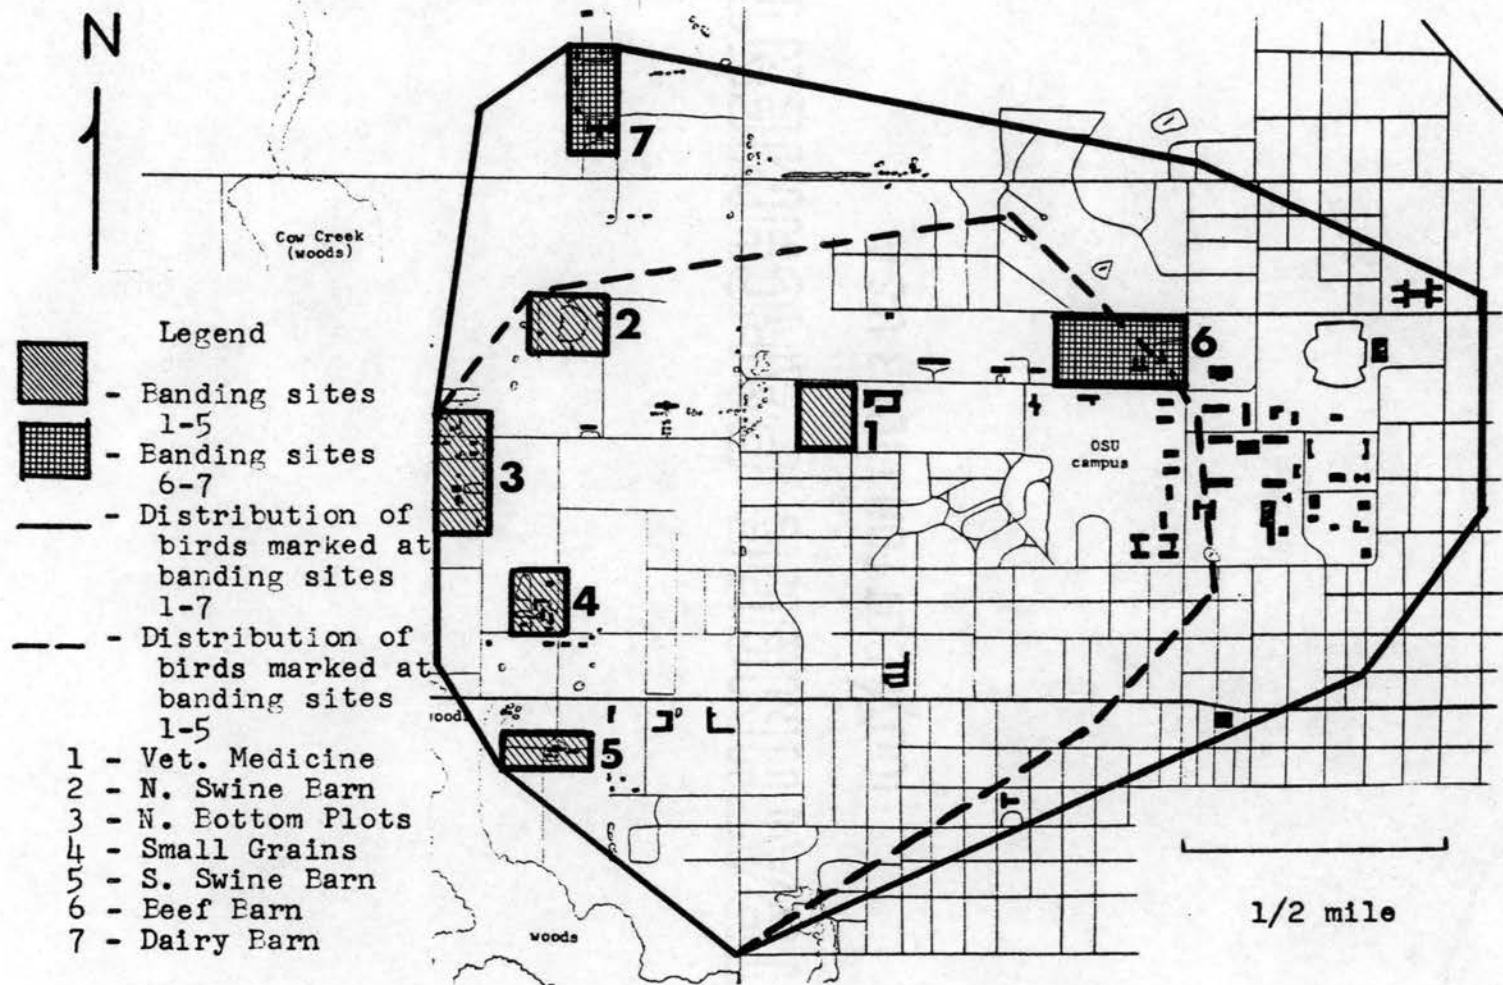 N
7
Cow Creek
(woods)
2
6
Legend
- Banding sites
1-5
1
OSU
campus
- Banding sites
6-7
3
- Distribution of
birds marked at
banding sites
1-7
4
- Distribution of
birds marked at
banding sites
1-5
woods
5
1 - Vet. Medicine
2 - N. Swine Barn
3 - N. Bottom Plots
4 - Small Grains
5 - S. Swine Barn
6 - Beef Barn
7 - Dairy Barn
1/2 mile
woods